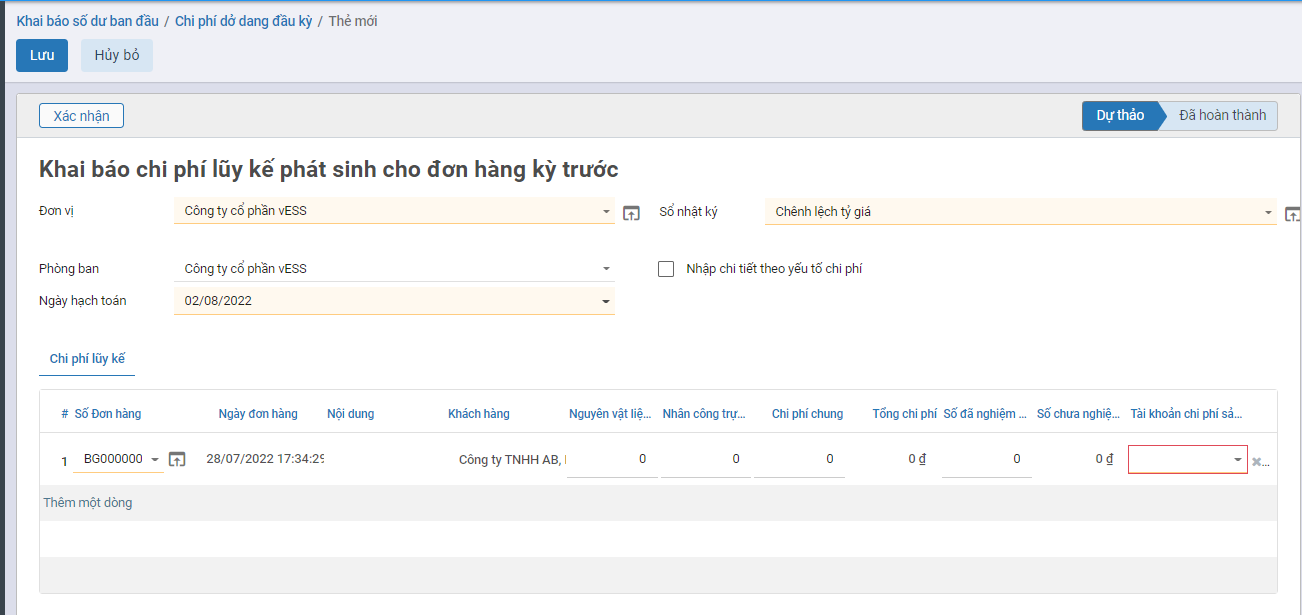 Khai báo số dư ban đầu / Chi phí dở dang đầu kỳ / Thẻ mới
Lưu Hủy bỏ
Xác nhận Dự thảo Đã hoàn thành
Khai báo chi phí lũy kế phát sinh cho đơn hàng kỳ trước
Đơn vị Công ty cổ phần vESS Sổ nhật ký Chênh lệch tỷ giá
Phòng ban Công ty cổ phần vESS Nhập chi tiết theo yếu tố chi phí
Ngày hạch toán 02/08/2022
Chi phí lũy kế
# Số Đơn hàng Ngày đơn hàng Nội dung Khách hàng Nguyên vật liệ... Nhân công trự... Chi phí chung Tổng chi phí Số đã nghiệm ... Số chưa nghiệ... Tài khoản chi phí sả...
1 BG000000 28/07/2022 17:34:29 Công ty TNHH AB, 0 0 0 0 ₫ 0 0 ₫
Thêm một dòng